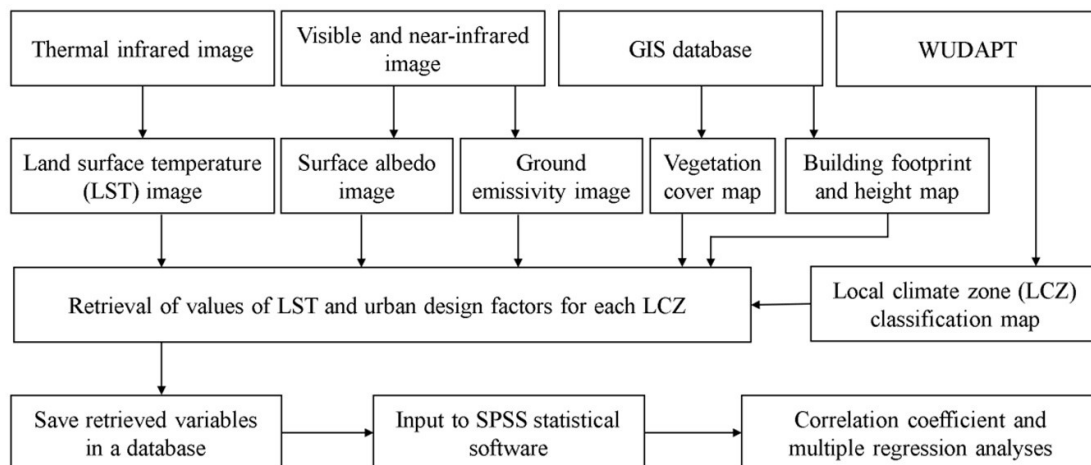 Thermal infrared image
Visible and near-infrared
image
GIS database
WUDAPT
Land surface temperature
(LST) image
Surface albedo
image
Ground
emissivity image
Vegetation
cover map
Building footprint
and height map
Retrieval of values of LST and urban design factors for each LCZ
Local climate zone (LCZ)
classification map
Save retrieved variables
in a database
Input to SPSS statistical
software
Correlation coefficient and
multiple regression analyses